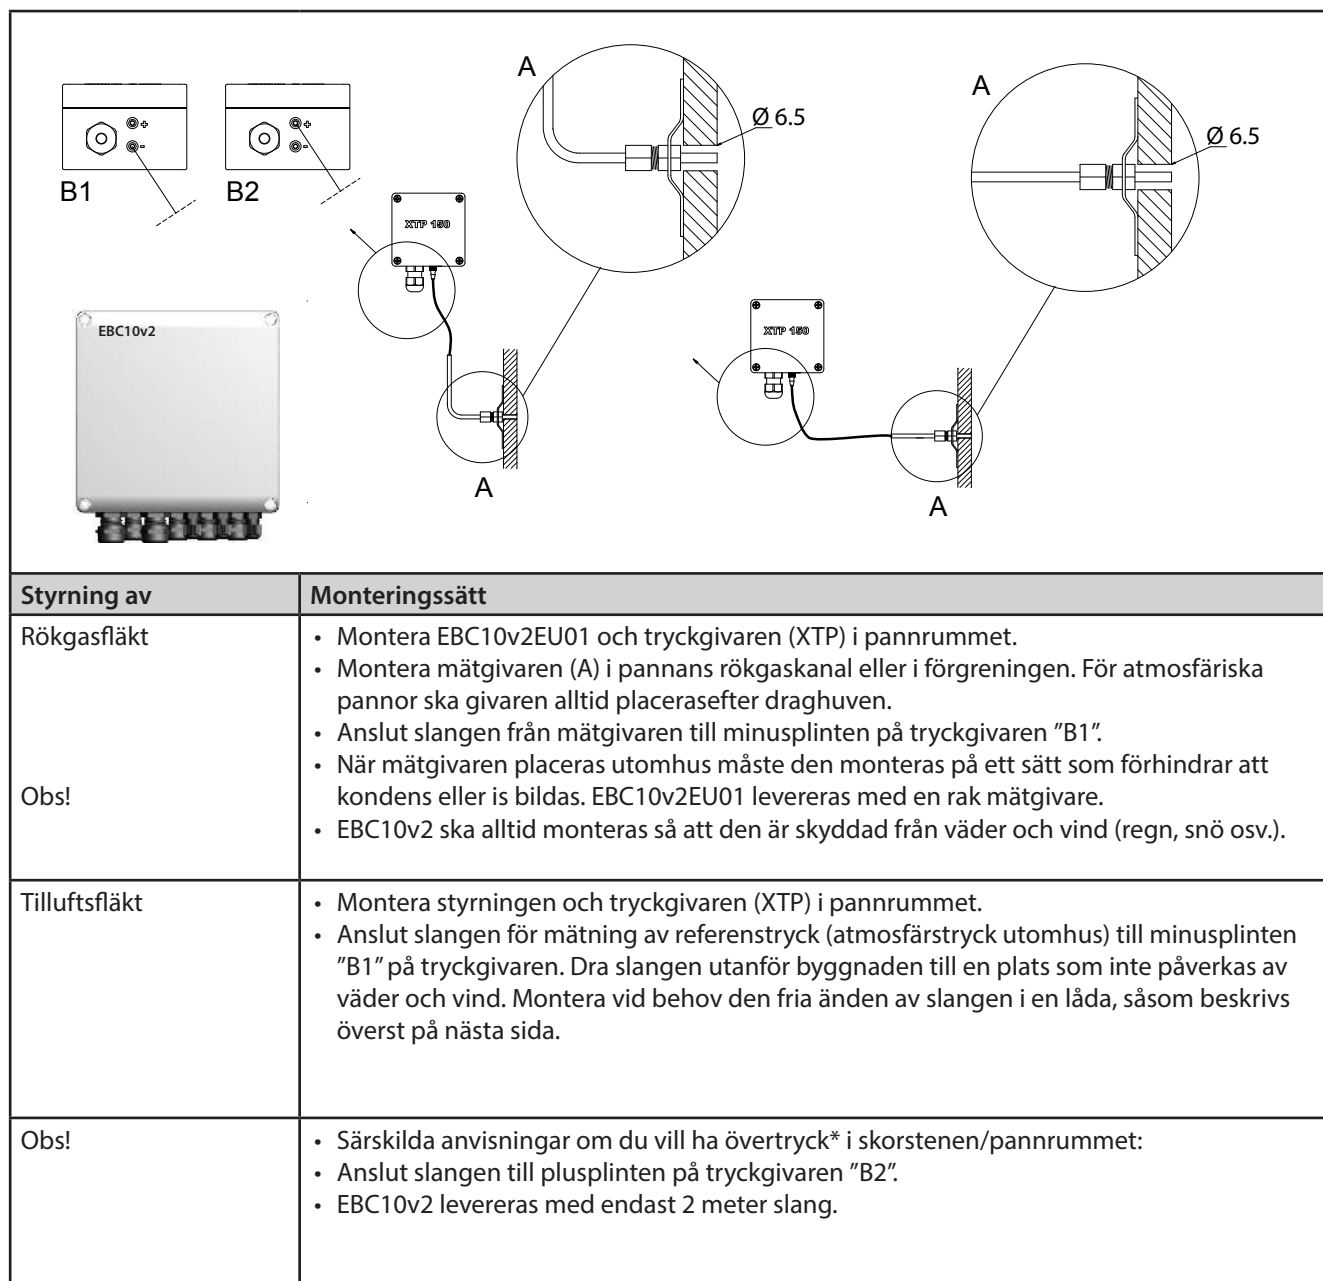 A
A
Ø 6.5
Ø 6.5
+
-
+
-
B1
B2
XTP 150
EBC10v2
XTP 150
A
A
Styrning av
Monteringssätt
Rökgasfläkt
• Montera EBC10v2EU01 och tryckgivaren (XTP) i pannrummet.
• Montera mätgivaren (A) i pannans rökgaskanal eller i förgreningen. För atmosfäriska
pannor ska givaren alltid placerasefter draghuven.
• Anslut slangen från mätgivaren till minusplinten på tryckgivaren ”B1”.
• När mätgivaren placeras utomhus måste den monteras på ett sätt som förhindrar att
Obs!
kondens eller is bildas. EBC10v2EU01 levereras med en rak mätgivare.
• EBC10v2 ska alltid monteras så att den är skyddad från väder och vind (regn, snö osv.).
Tilluftsfläkt
• Montera styrningen och tryckgivaren (XTP) i pannrummet.
• Anslut slangen för mätning av referenstryck (atmosfärstryck utomhus) till minusplinten
”B1” på tryckgivaren. Dra slangen utanför byggnaden till en plats som inte påverkas av
väder och vind. Montera vid behov den fria änden av slangen i en låda, såsom beskrivs
överst på nästa sida.
Obs!
• Särskilda anvisningar om du vill ha övertryck* i skorstenen/pannrummet:
• Anslut slangen till plusplinten på tryckgivaren ”B2”.
• EBC10v2 levereras med endast 2 meter slang.